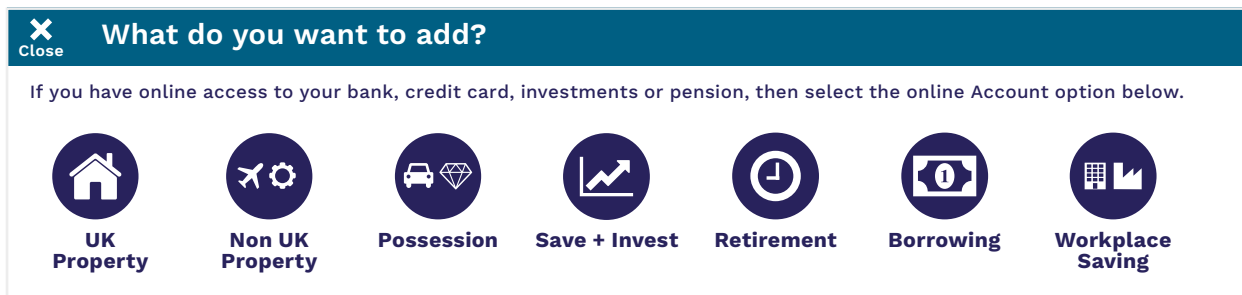 What do you want to add?
Close
If you have online access to your bank, credit card, investments or pension, then select the online Account option below.
1
UK
Property
Non UK
Property
Possession
Save + Invest
Retirement
Borrowing
Workplace
Saving